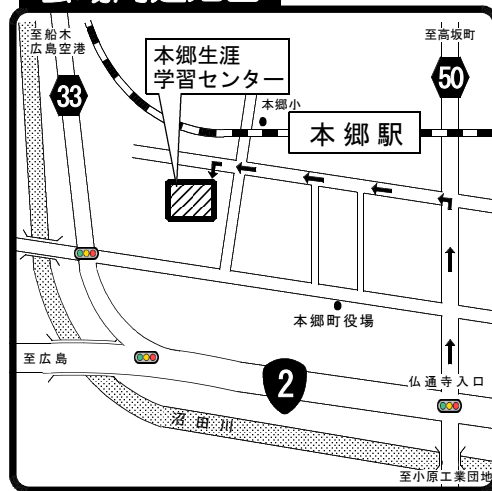 至船木
広島空港
33
本郷生涯
学習センター
本郷小
至高坂町
50
本郷駅
本郷町役場
至広島
2
仏通寺入口
沼田川
至小原工業団地